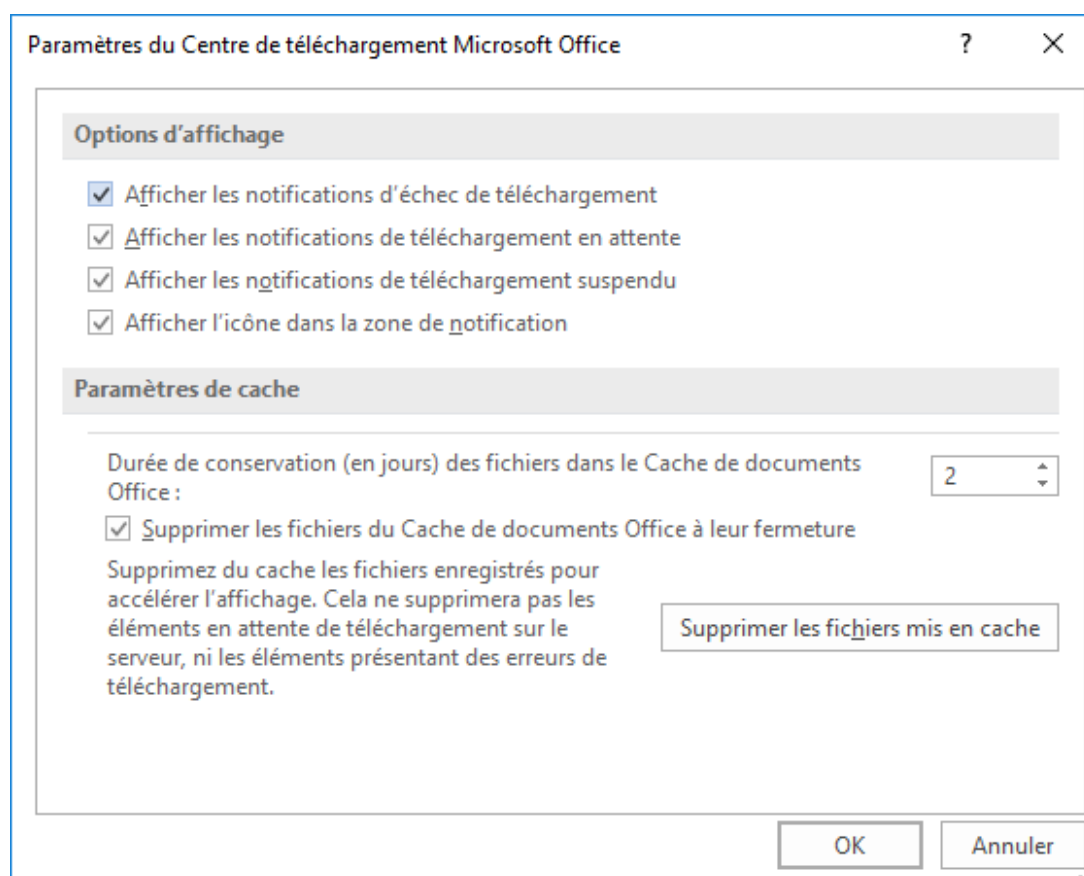 Paramètres du Centre de téléchargement Microsoft Office
?
Options d’affichage
Afficher les notifications d’échec de téléchargement
Afficher les notifications de téléchargement en attente
Afficher les notifications de téléchargement suspendu
Afficher l’icône dans la zone de notification
Paramètres de cache
Durée de conservation (en jours) des fichiers dans le Cache de documents
Office :
2
Supprimer les fichiers du Cache de documents Office à leur fermeture
Supprimez du cache les fichiers enregistrés pour
accélérer l’affichage. Cela ne supprimera pas les
éléments en attente de téléchargement sur le
serveur, ni les éléments présentant des erreurs de
téléchargement.
Supprimer les fichiers mis en cache
OK
Annuler